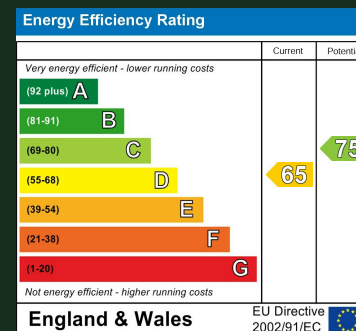 Energy Efficiency Rating
Current Potenti
Very energy efficient - lower running costs
(92 plus) A
(81-91) B
(69-80) C
75
(55-68) D
65
(39-54) E
(21-38) F
(1-20) G
Not energy efficient - higher running costs
England & Wales
EU Directive
2002/91/EC